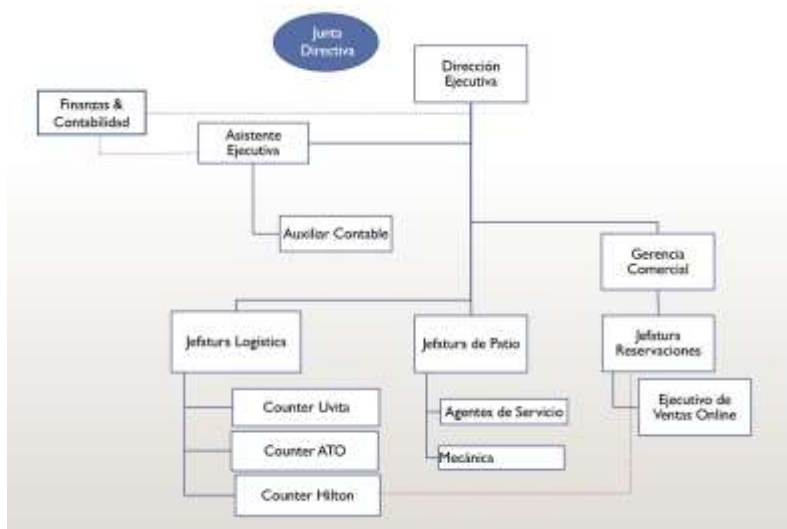 Junta
Directiva
Dirección
Ejecutiva
Finanzas &
Contabilidad
Asistente
Ejecutiva
Auxiliar Contable
Gerencia
Comercial
Jefatura Logística
Jefatura de Patio
Jefatura
Reservaciones
Counter Uvita
Agentes de Servicio
Ejecutivo de
Ventas Online
Counter ATO
Mecánica
Counter Hilton